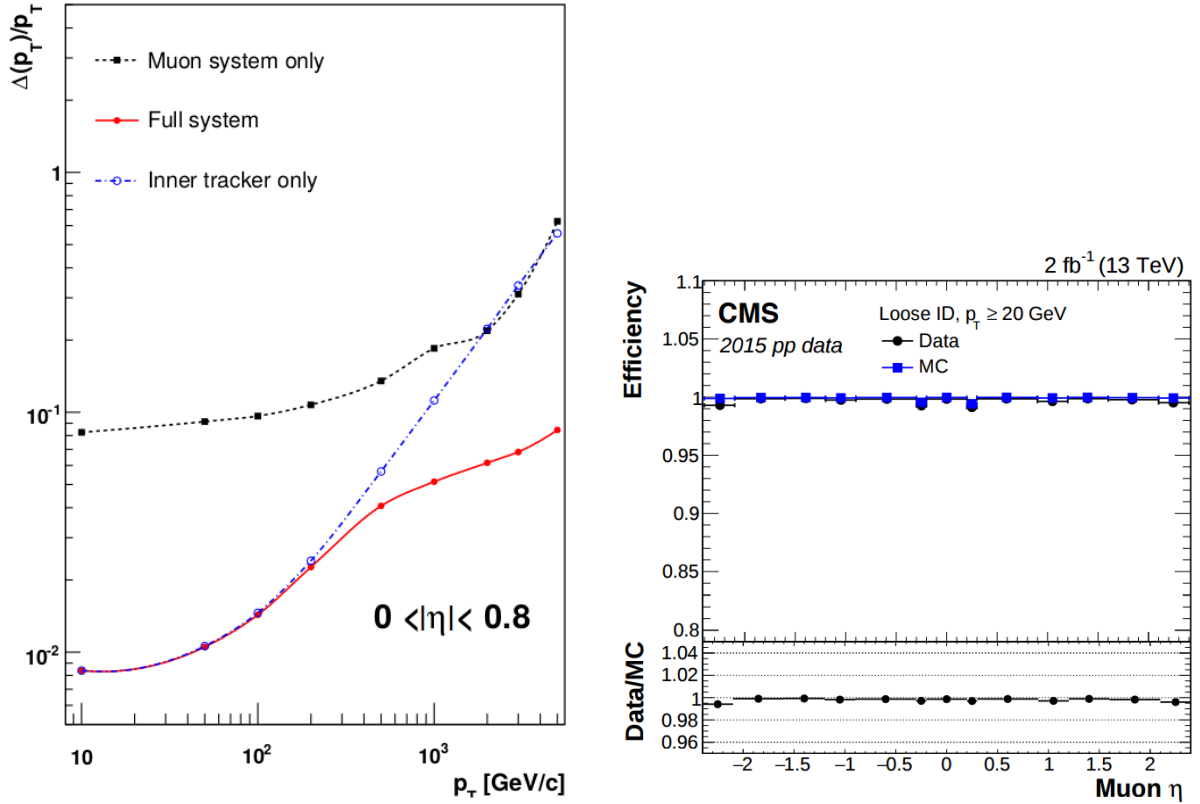 Δ(p_T)/p_T
Muon system only
Full system
Inner tracker only
1
10^-1
10^-2
0 <|η|< 0.8
10
10^2
10^3
p_T [GeV/c]
2 fb^-1 (13 TeV)
Efficiency
CMS
2015 pp data
Loose ID, p_T ≥ 20 GeV
Data
MC
1.1
1.05
1
0.95
0.9
0.85
0.8
Data/MC
1.04
1.02
1
0.98
0.96
−2 −1.5 −1 −0.5 0 0.5 1 1.5 2
Muon η